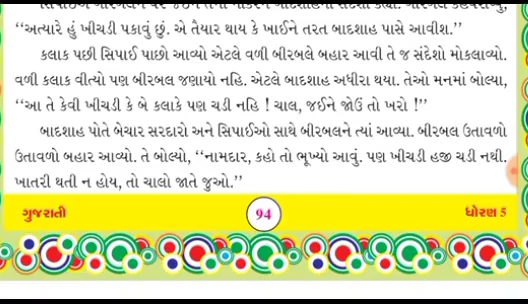 "અત્યારે હું ખીચડી પકાવું છું. એ તૈયાર થાય કે ખાઈને તરત બાદશાહ પાસે આવીશ."
કલાક પછી સિપાઈ પાછો આવ્યો એટલે વળી બીરબલે બહાર આવી તે જ સંદેશો મોકલાવ્યો.
વળી કલાક વીત્યો પણ બીરબલ જણાયો નહિ. એટલે બાદશાહ અધીરા થયા. તેઓ મનમાં બોલ્યા,
"આ તે કેવી ખીચડી કે બે કલાકે પણ ચડી નહિ ! ચાલ, જઈને જોઉં તો ખરો !"
બાદશાહ પોતે બેચાર સરદારો અને સિપાઈઓ સાથે બીરબલને ત્યાં આવ્યા. બીરબલ ઉતાવળો
ઉતાવળો બહાર આવ્યો. તે બોલ્યો, "નામદાર, કહો તો ભૂખ્યો આવું. પણ ખીચડી હજી ચડી નથી.
ખાતરી થતી ન હોય, તો ચાલો જાતે જુઓ."
ગુજરાતી
94
ધોરણ 5